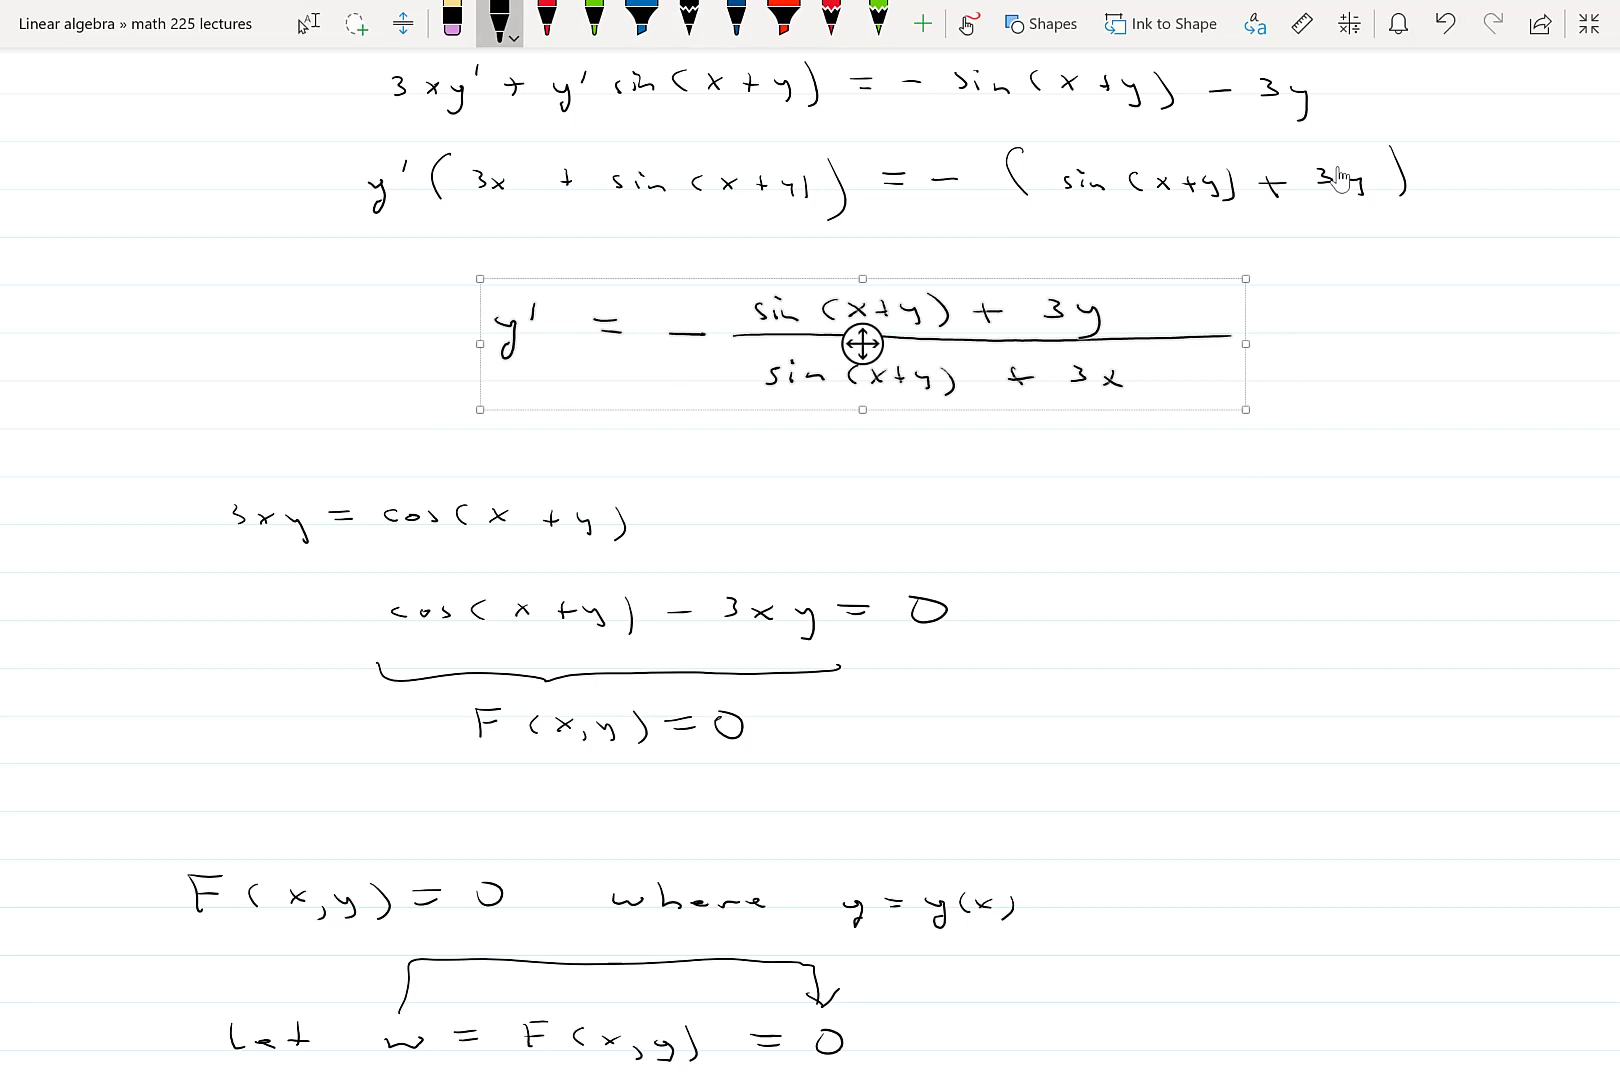 Linear algebra » math 225 lectures Shapes Ink to Shape
3xy' + y' sin(x+y) = - sin(x+y) - 3y
y'(3x + sin(x+y)) = - (sin(x+y) + 3y)
y' = - \frac{sin(x+y) + 3y}{sin(x+y) + 3x}
3xy = cos(x+y)
cos(x+y) - 3xy = 0
F(x,y) = 0
F(x,y) = 0 where y = y(x)
Let w = F(x,y) = 0